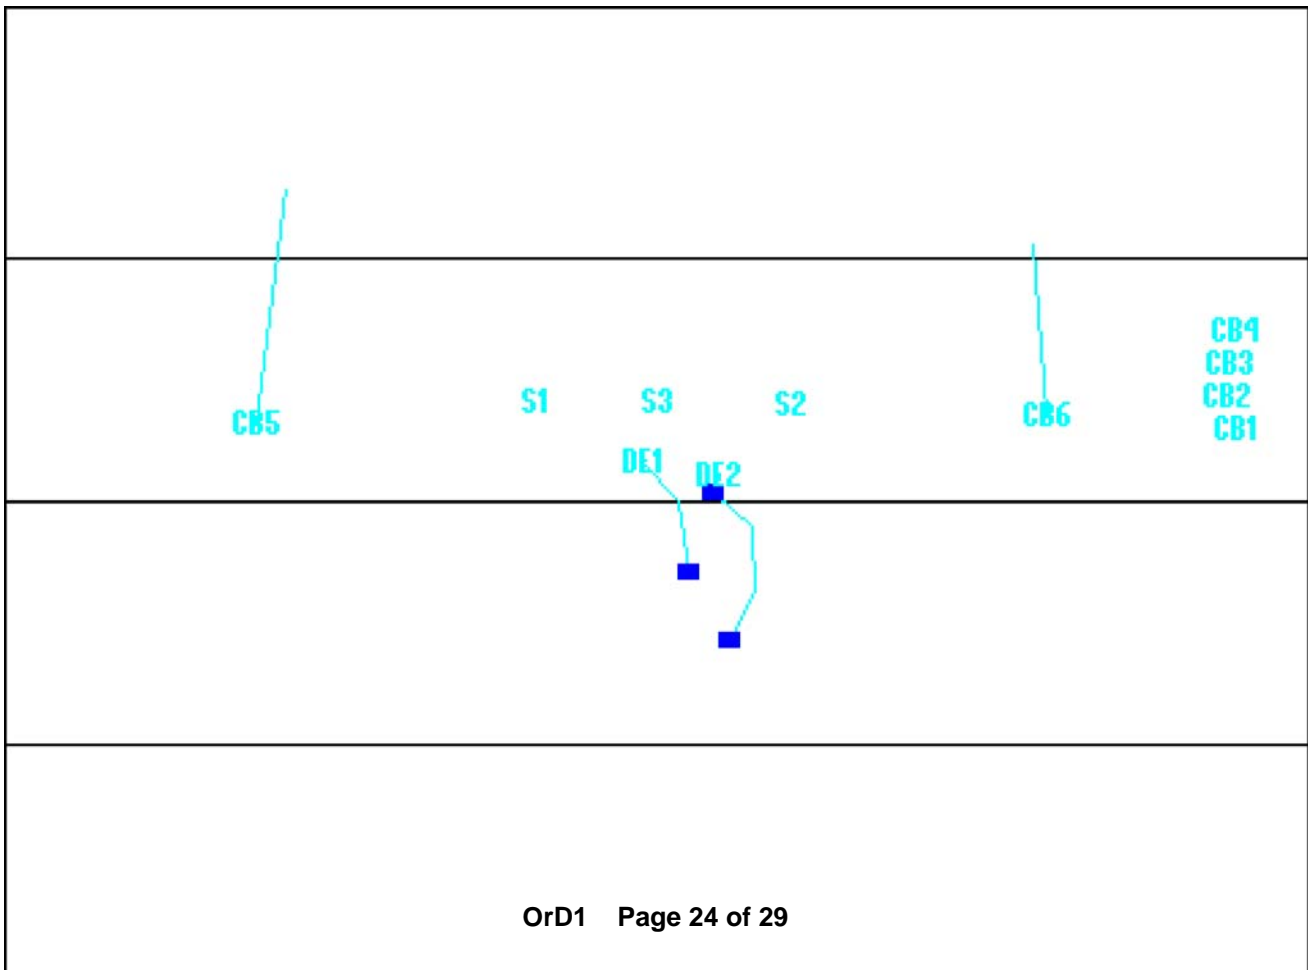 CB4
CB3
CB2
CB1
S1 S3 S2
CB5 CB6
DE1 DE2
OrD1 Page 24 of 29